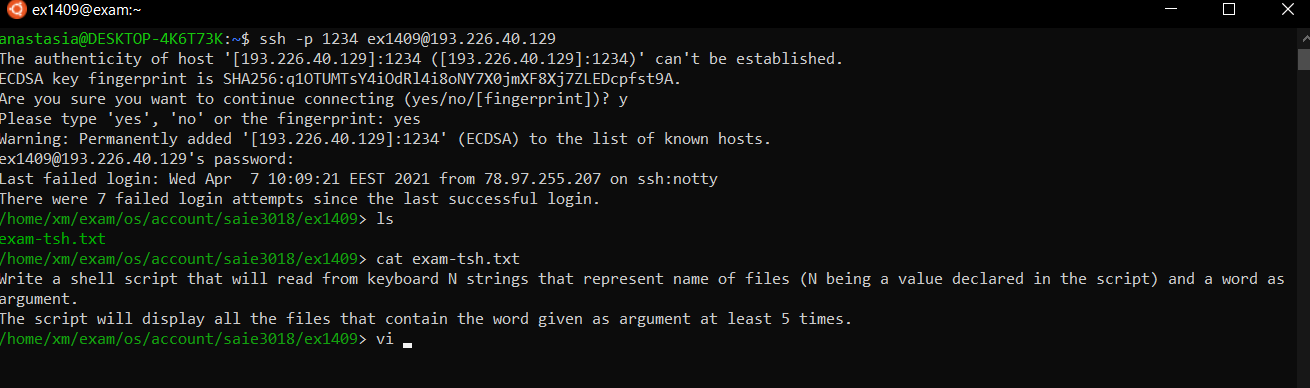 ex1409@exam:~
anastasia@DESKTOP-4K6T73K:~$ ssh -p 1234 ex1409@193.226.40.129
The authenticity of host '[193.226.40.129]:1234 ([193.226.40.129]:1234)' can't be established.
ECDSA key fingerprint is SHA256:q1OTUMTsY4iOdRl4i8oNY7X0jmXF8Xj7ZLEDcpfst9A.
Are you sure you want to continue connecting (yes/no/[fingerprint])? y
Please type 'yes', 'no' or the fingerprint: yes
Warning: Permanently added '[193.226.40.129]:1234' (ECDSA) to the list of known hosts.
ex1409@193.226.40.129's password:
Last failed login: Wed Apr  7 10:09:21 EEST 2021 from 78.97.255.207 on ssh:notty
There were 7 failed login attempts since the last successful login.
/home/xm/exam/os/account/saie3018/ex1409> ls
exam-tsh.txt
/home/xm/exam/os/account/saie3018/ex1409> cat exam-tsh.txt
Write a shell script that will read from keyboard N strings that represent name of files (N being a value declared in the script) and a word as
argument.
The script will display all the files that contain the word given as argument at least 5 times.
/home/xm/exam/os/account/saie3018/ex1409> vi